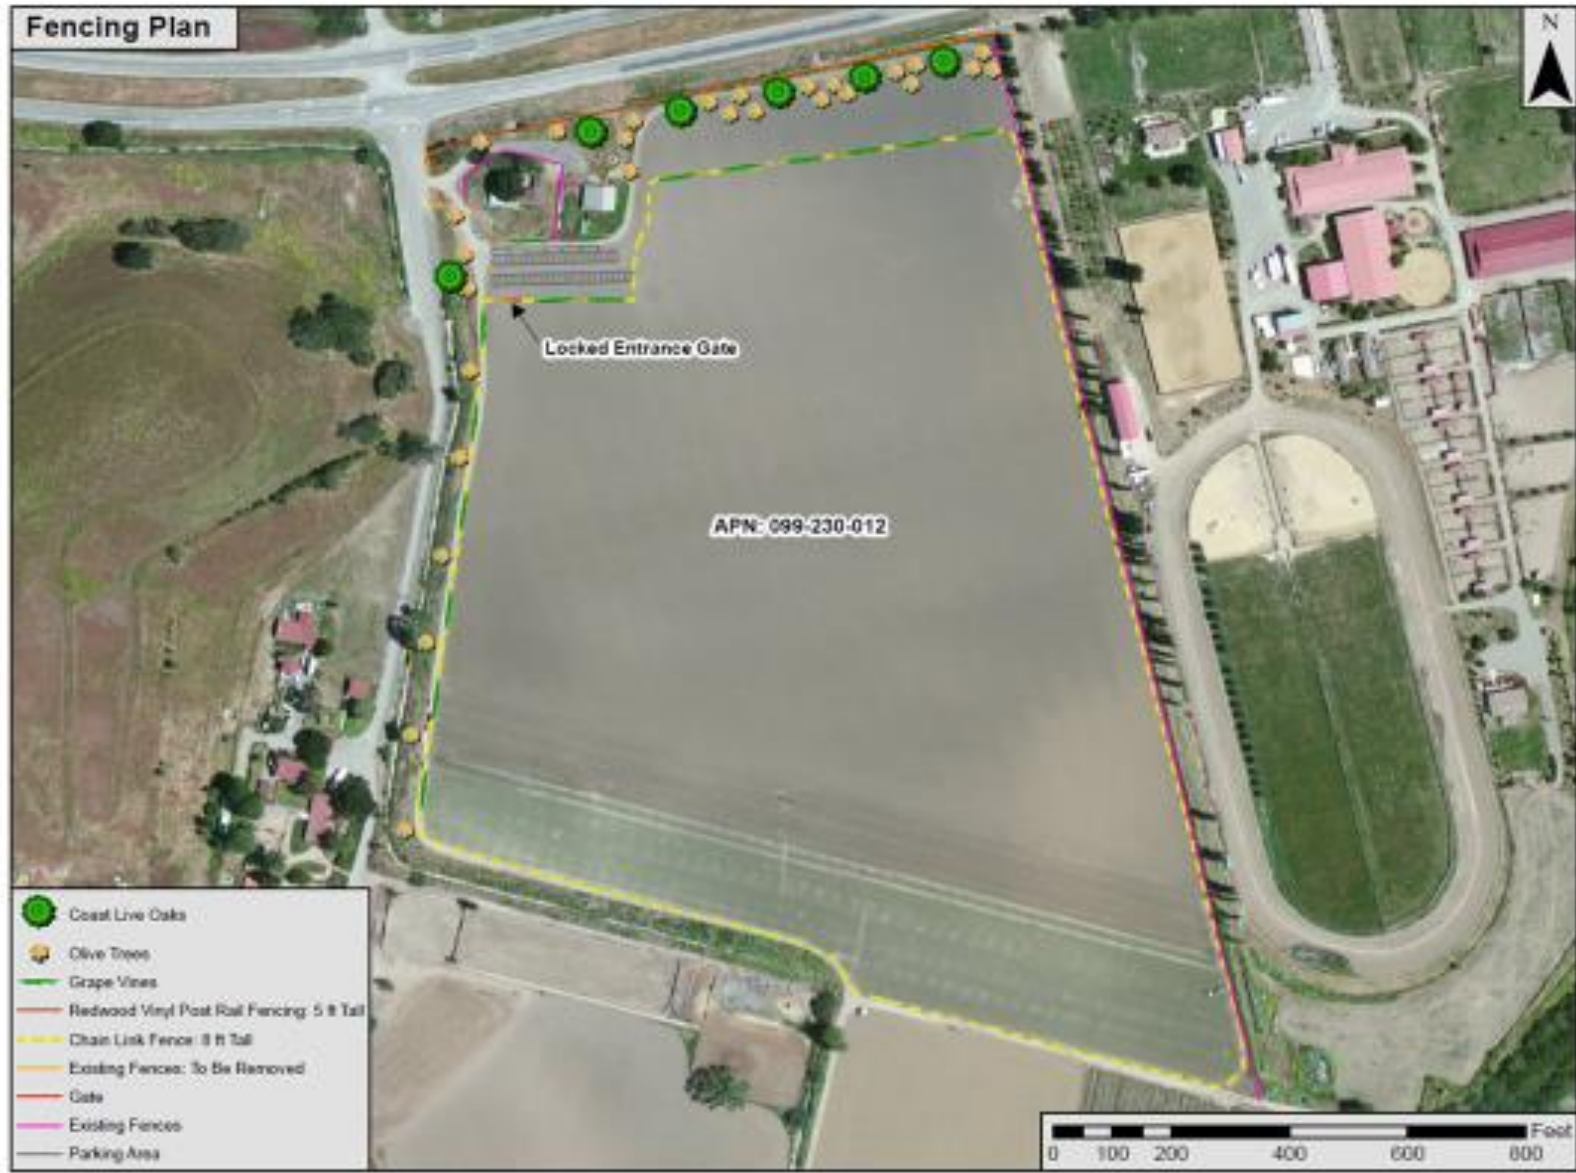 Fencing Plan
N
Locked Entrance Gate
APN: 099-230-012
Coast Live Oaks
Olive Trees
Grape Vines
Redwood Vinyl Post Rail Fencing: 5 ft Tall
Chain Link Fence: 8 ft Tall
Existing Fences: To Be Removed
Gate
Existing Fences
Parking Area
Feet
0 100 200 400 600 800